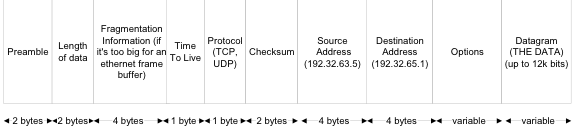 Preamble
Length
of data
Fragmentation
Information (if
it's too big for an
ethernet frame
buffer)
Time
To Live
Protocol
(TCP,
UDP)
Checksum
Source
Address
(192.32.63.5)
Destination
Address
(192.32.65.1)
Options
Datagram
(THE DATA)
(up to 12k bits)
2 bytes
2 bytes
4 bytes
1 byte
1 byte
2 bytes
4 bytes
4 bytes
variable
variable